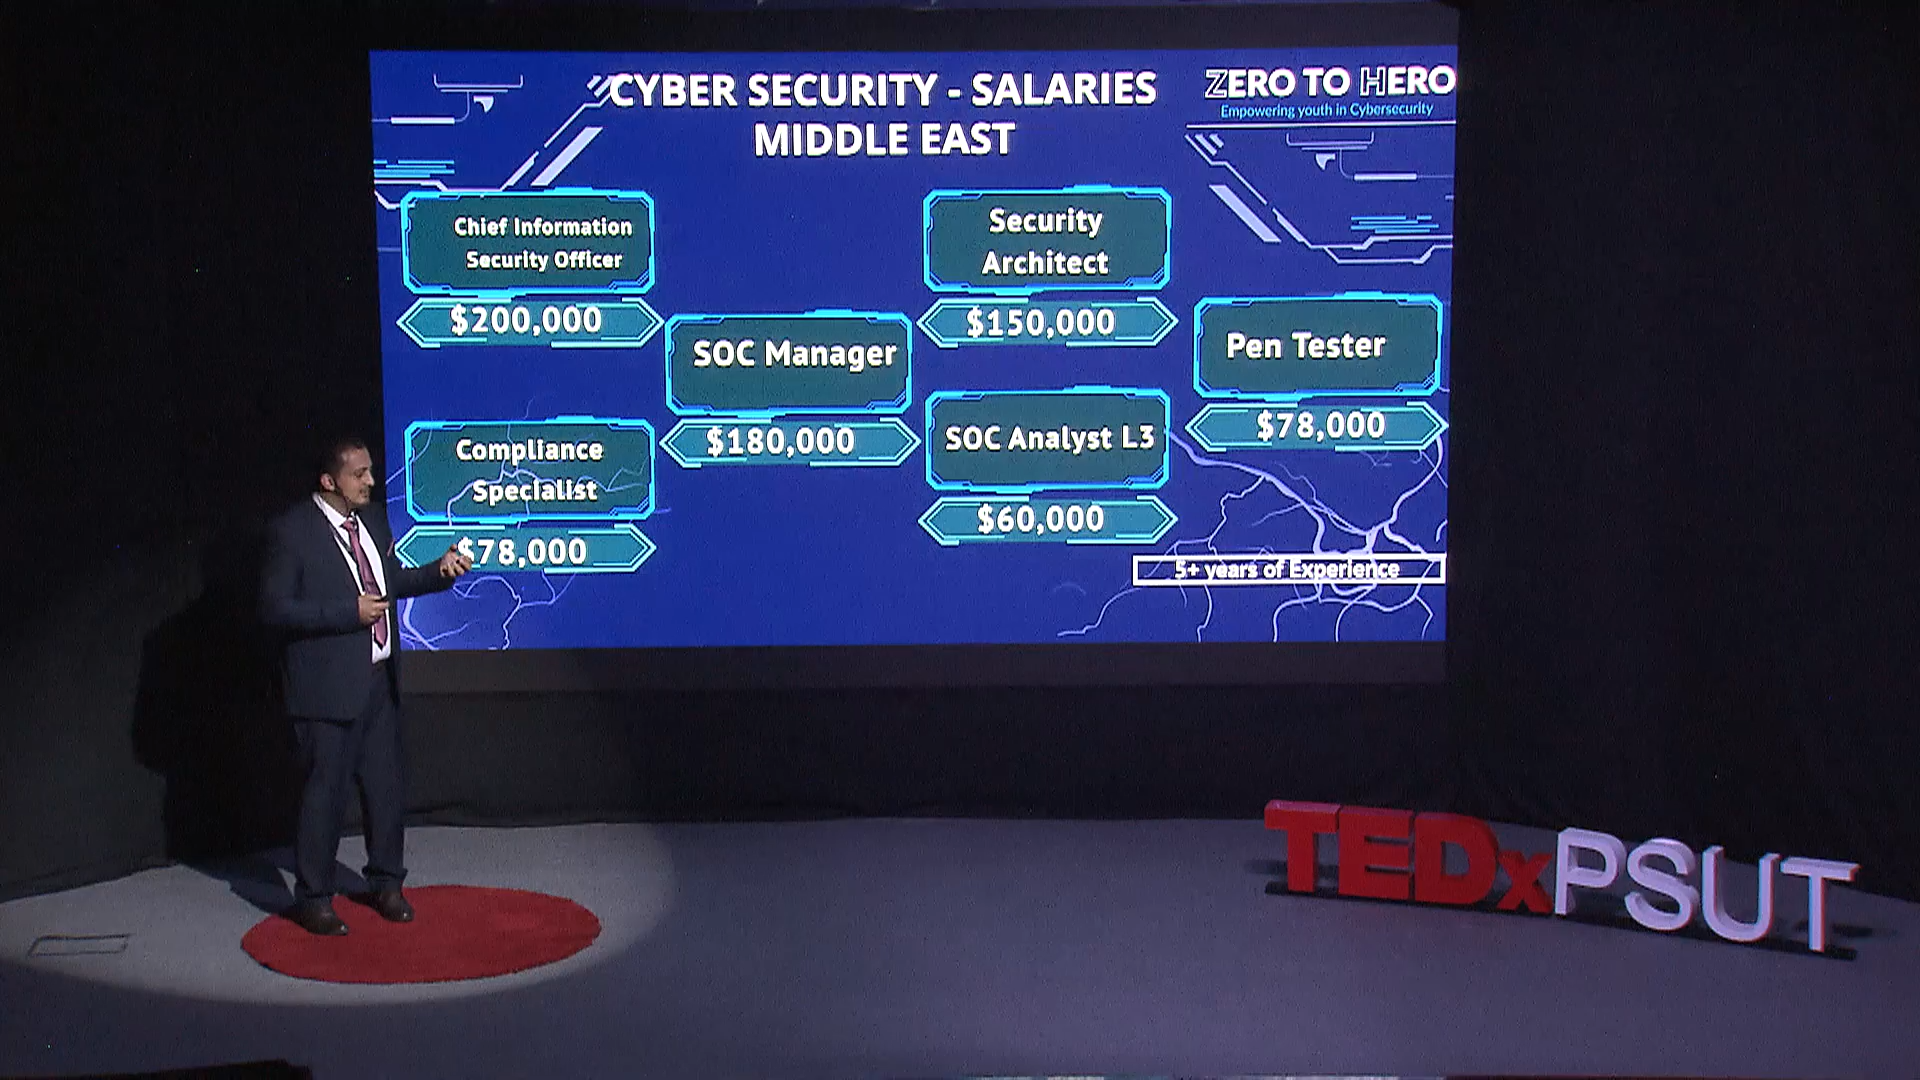 CYBER SECURITY - SALARIES
MIDDLE EAST
ZERO TO HERO
Empowering youth in Cybersecurity
Chief Information
Security Officer
$200,000
SOC Manager
$180,000
Security
Architect
$150,000
Pen Tester
$78,000
Compliance
Specialist
$78,000
SOC Analyst L3
$60,000
5+ years of Experience
TEDxPSUT